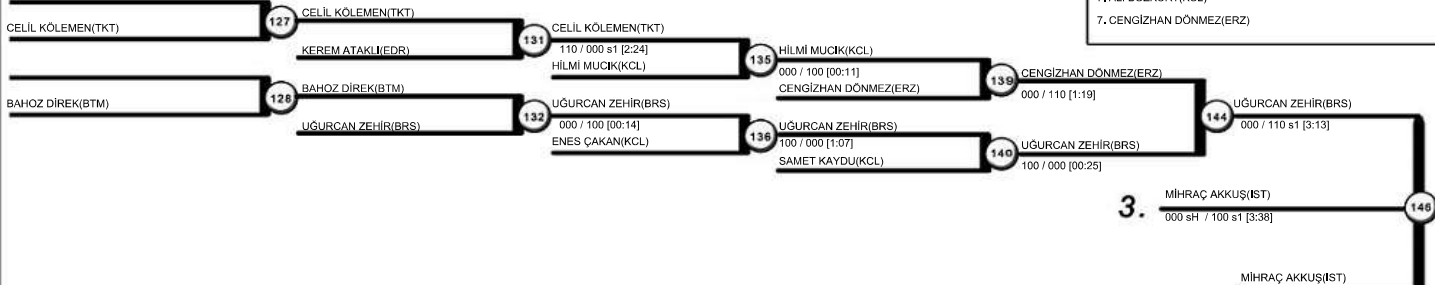 7. CENGİZHAN DÖNMEZ(ERZ)
CELİL KÖLEMEN(TKT)
127
CELİL KÖLEMEN(TKT)
KEREM ATAKLI(EDR)
131
CELİL KÖLEMEN(TKT)
110 / 000 s1 [2:24]
HİLMİ MUCIK(KCL)
135
HİLMİ MUCIK(KCL)
000 / 100 [00:11]
CENGİZHAN DÖNMEZ(ERZ)
139
CENGİZHAN DÖNMEZ(ERZ)
000 / 110 [1:19]
BAHOZ DİREK(BTM)
128
BAHOZ DİREK(BTM)
UĞURCAN ZEHİR(BRS)
132
UĞURCAN ZEHİR(BRS)
000 / 100 [00:14]
ENES ÇAKAN(KCL)
136
UĞURCAN ZEHİR(BRS)
100 / 000 [1:07]
SAMET KAYDU(KCL)
140
UĞURCAN ZEHİR(BRS)
100 / 000 [00:25]
144
UĞURCAN ZEHİR(BRS)
000 / 110 s1 [3:13]
3.
MİHRAÇ AKKUŞ(İST)
000 sH / 100 s1 [3:38]
146
MİHRAÇ AKKUŞ(İST)